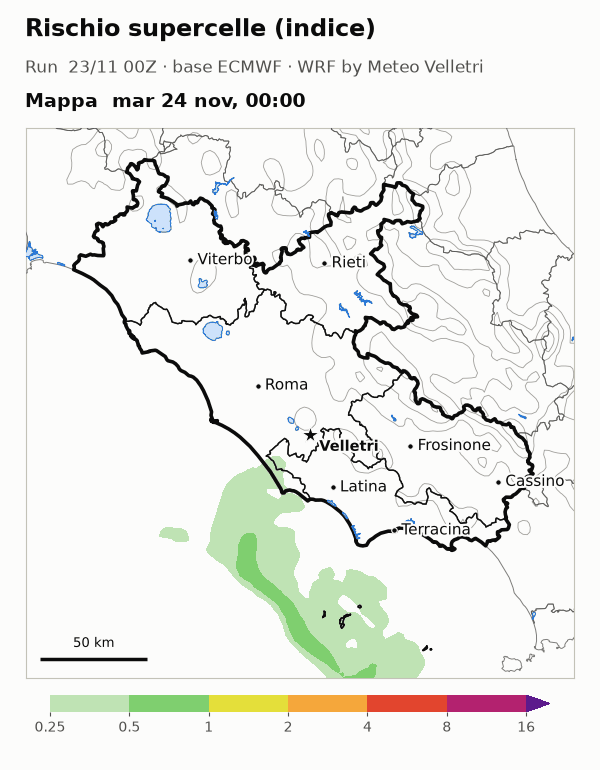 Rischio supercelle (indice)
Run  23/11 00Z · base ECMWF · WRF by Meteo Velletri
Mappa  mar 24 nov, 00:00
Viterbo
Rieti
Roma
Velletri
Frosinone
Cassino
Latina
Terracina
50 km
0.25 0.5 1 2 4 8 16